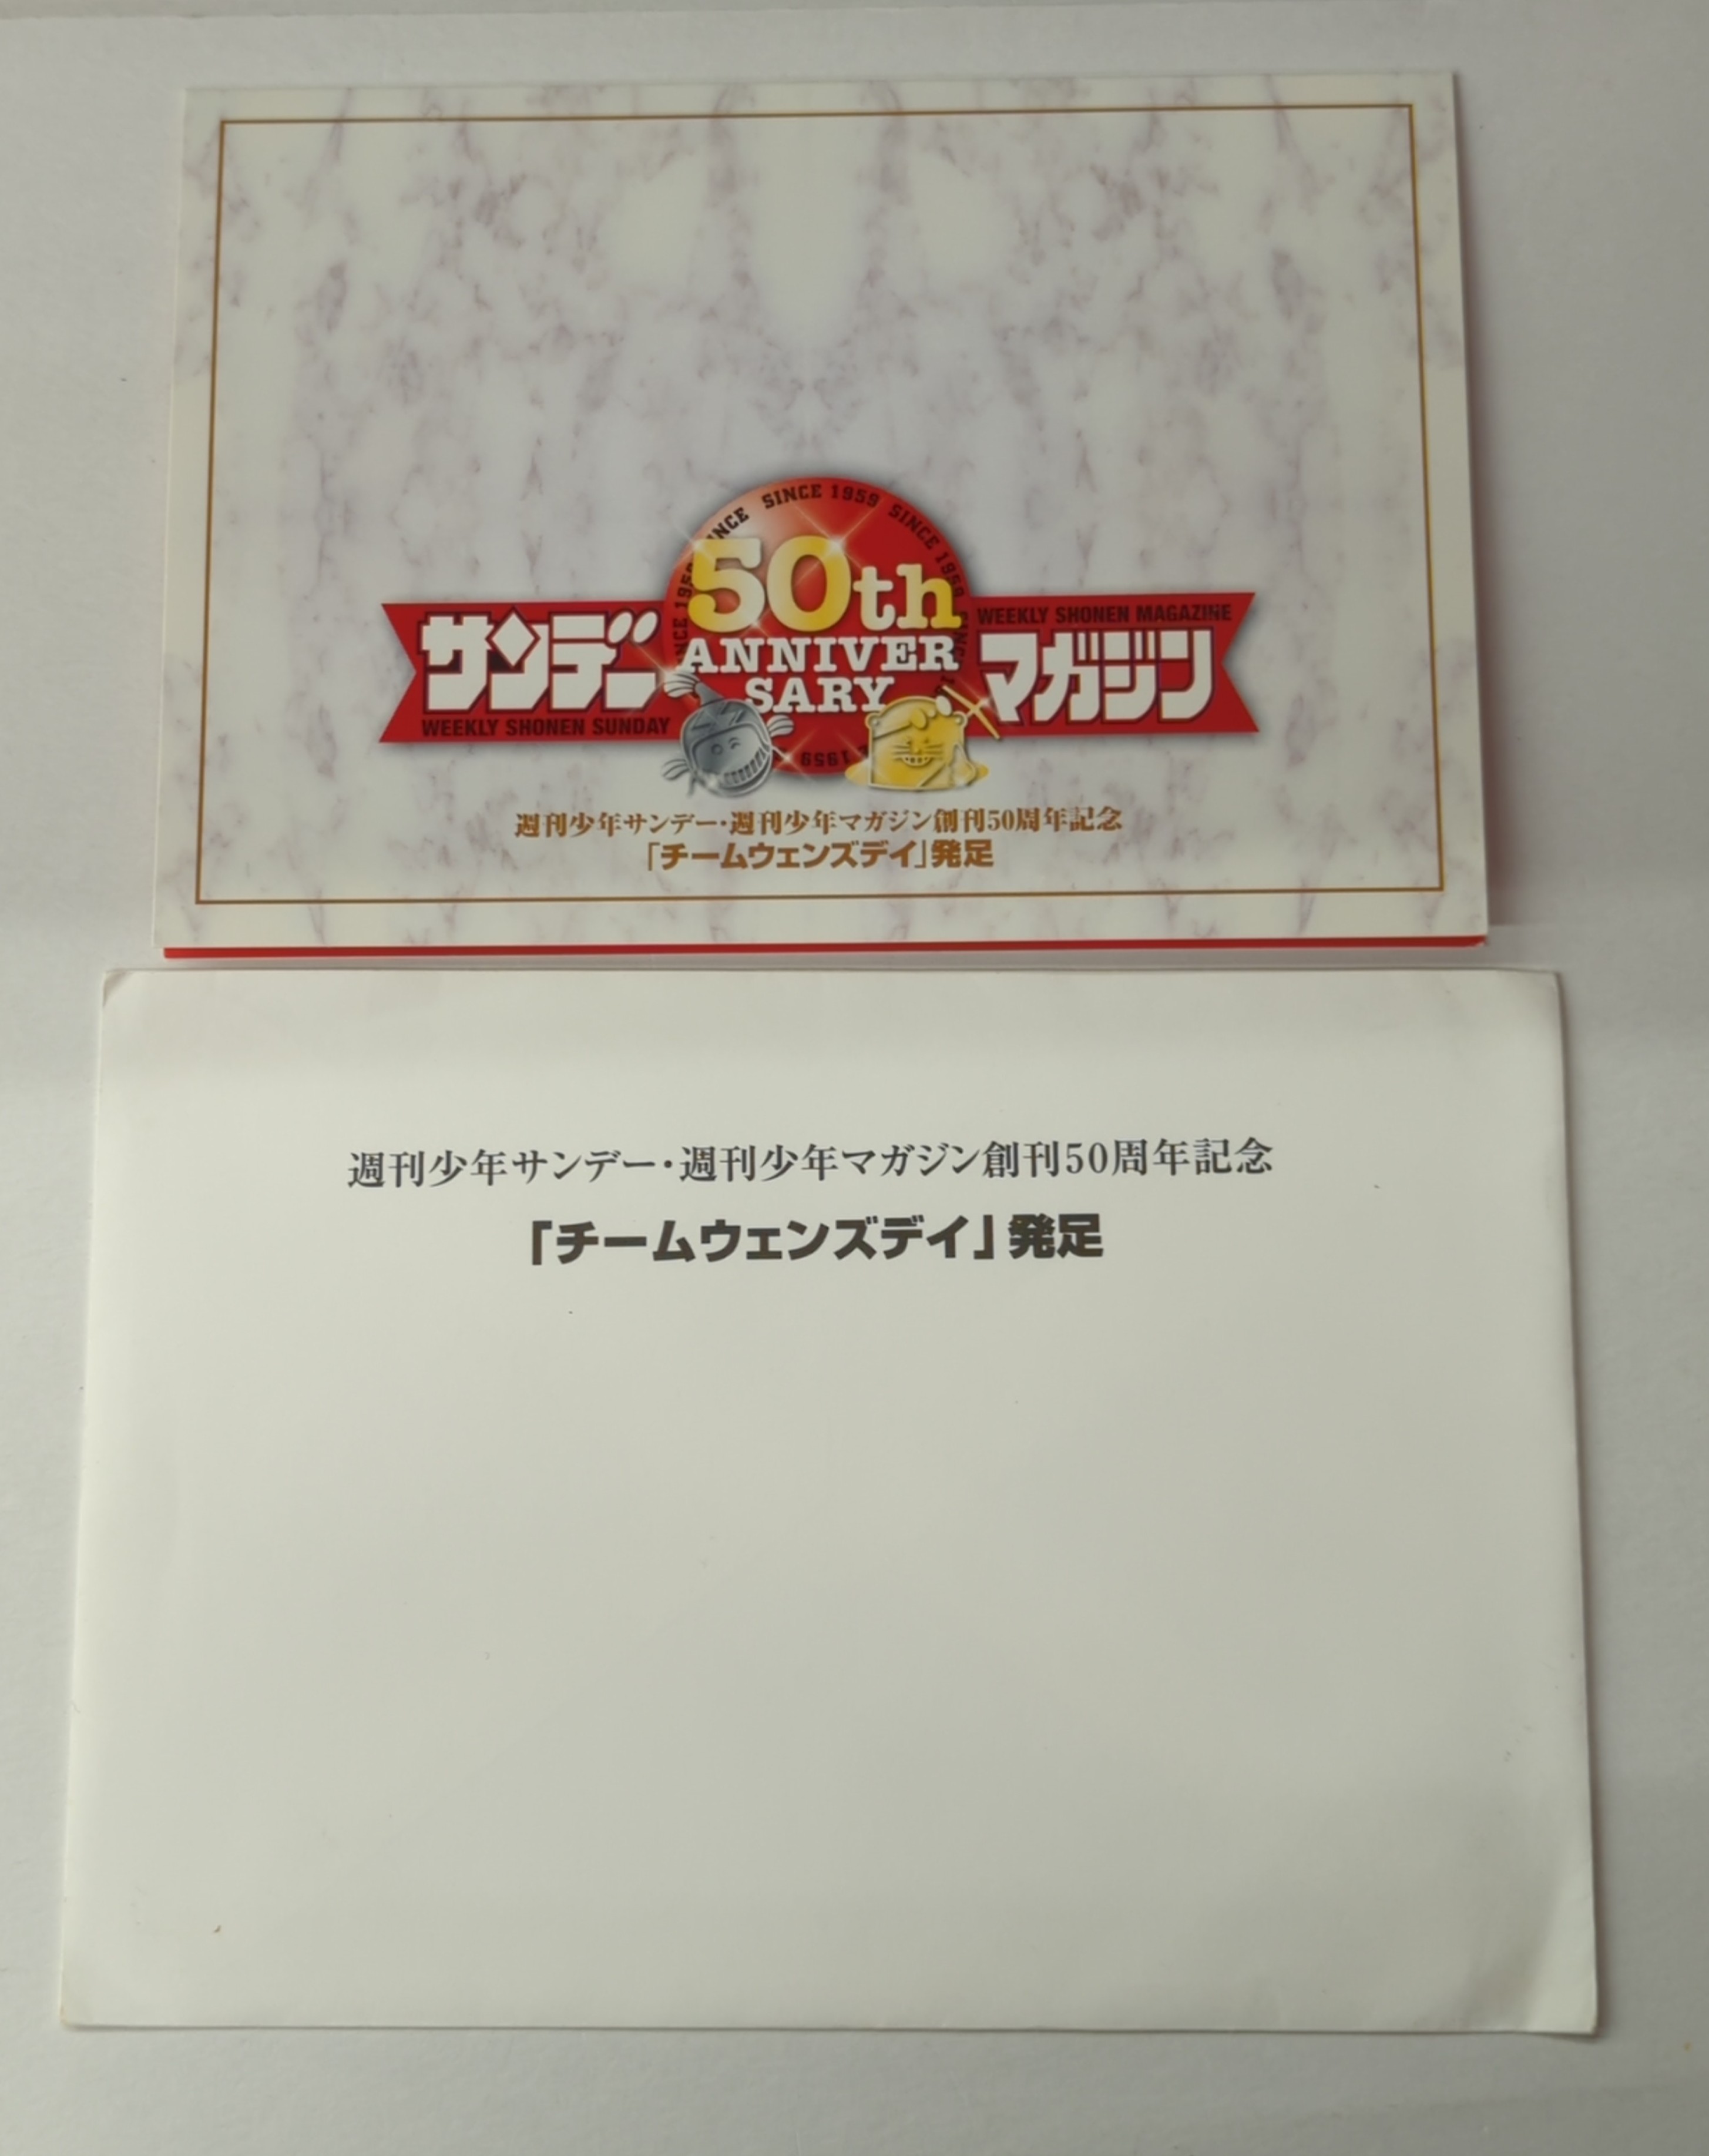 SINCE 1959 SINCE 1959 SINCE 1959
50th
ANNIVER
SARY
サンデー
WEEKLY SHONEN SUNDAY
WEEKLY SHONEN MAGAZINE
マガジン
週刊少年サンデー・週刊少年マガジン創刊50周年記念
「チームウェンズデイ」発足
週刊少年サンデー・週刊少年マガジン創刊50周年記念
「チームウェンズデイ」発足